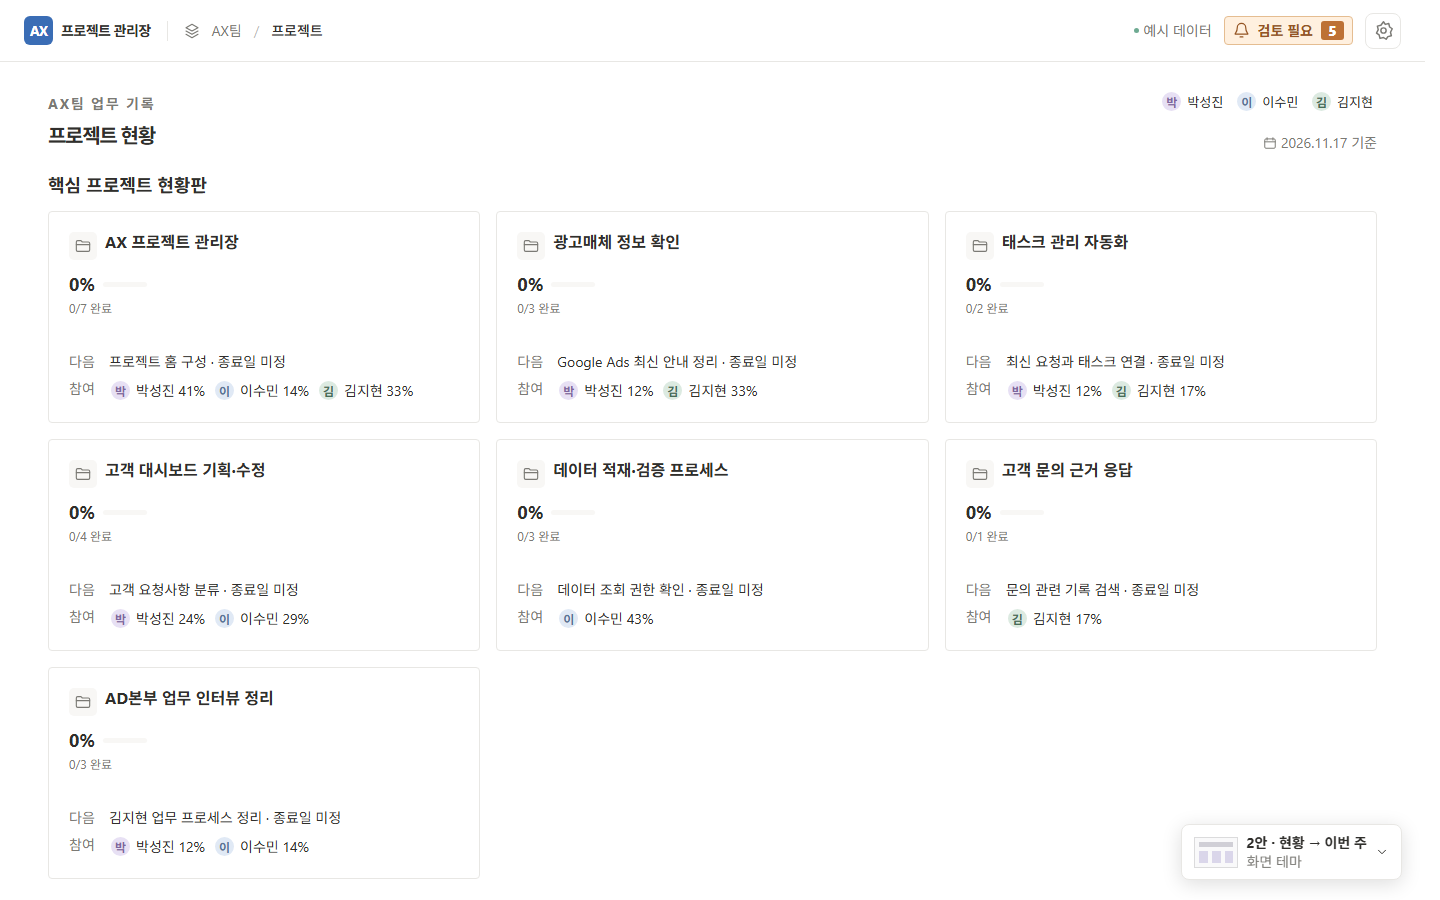 AX 프로젝트 관리장 AX팀 / 프로젝트
예시 데이터 검토 필요 5
AX팀 업무 기록
박 박성진 이 이수민 김 김지현
프로젝트 현황
2026.11.17 기준
핵심 프로젝트 현황판
AX 프로젝트 관리장
0%
0/7 완료
다음 프로젝트 홈 구성 · 종료일 미정
참여 박 박성진 41% 이 이수민 14% 김 김지현 33%
광고매체 정보 확인
0%
0/3 완료
다음 Google Ads 최신 안내 정리 · 종료일 미정
참여 박 박성진 12% 김 김지현 33%
태스크 관리 자동화
0%
0/2 완료
다음 최신 요청과 태스크 연결 · 종료일 미정
참여 박 박성진 12% 김 김지현 17%
고객 대시보드 기획·수정
0%
0/4 완료
다음 고객 요청사항 분류 · 종료일 미정
참여 박 박성진 24% 이 이수민 29%
데이터 적재·검증 프로세스
0%
0/3 완료
다음 데이터 조회 권한 확인 · 종료일 미정
참여 이 이수민 43%
고객 문의 근거 응답
0%
0/1 완료
다음 문의 관련 기록 검색 · 종료일 미정
참여 김 김지현 17%
AD본부 업무 인터뷰 정리
0%
0/3 완료
다음 김지현 업무 프로세스 정리 · 종료일 미정
참여 박 박성진 12% 이 이수민 14%
2안 · 현황 → 이번 주
화면 테마